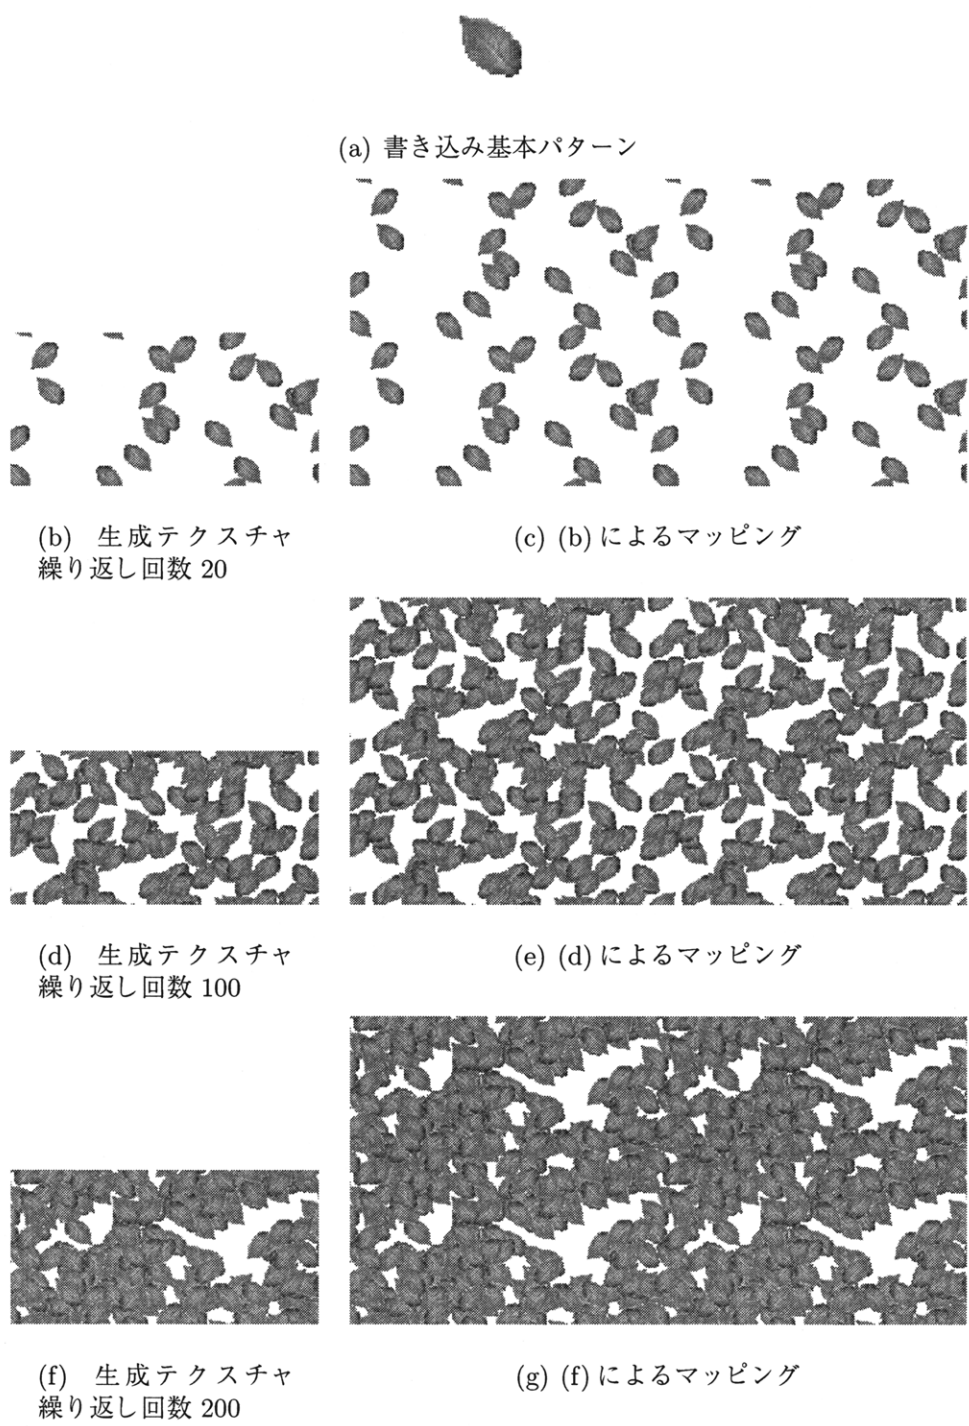 (a) 書き込み基本パターン
(b) 生成テクスチャ
繰り返し回数 20
(c) (b) によるマッピング
(d) 生成テクスチャ
繰り返し回数 100
(e) (d) によるマッピング
(f) 生成テクスチャ
繰り返し回数 200
(g) (f) によるマッピング